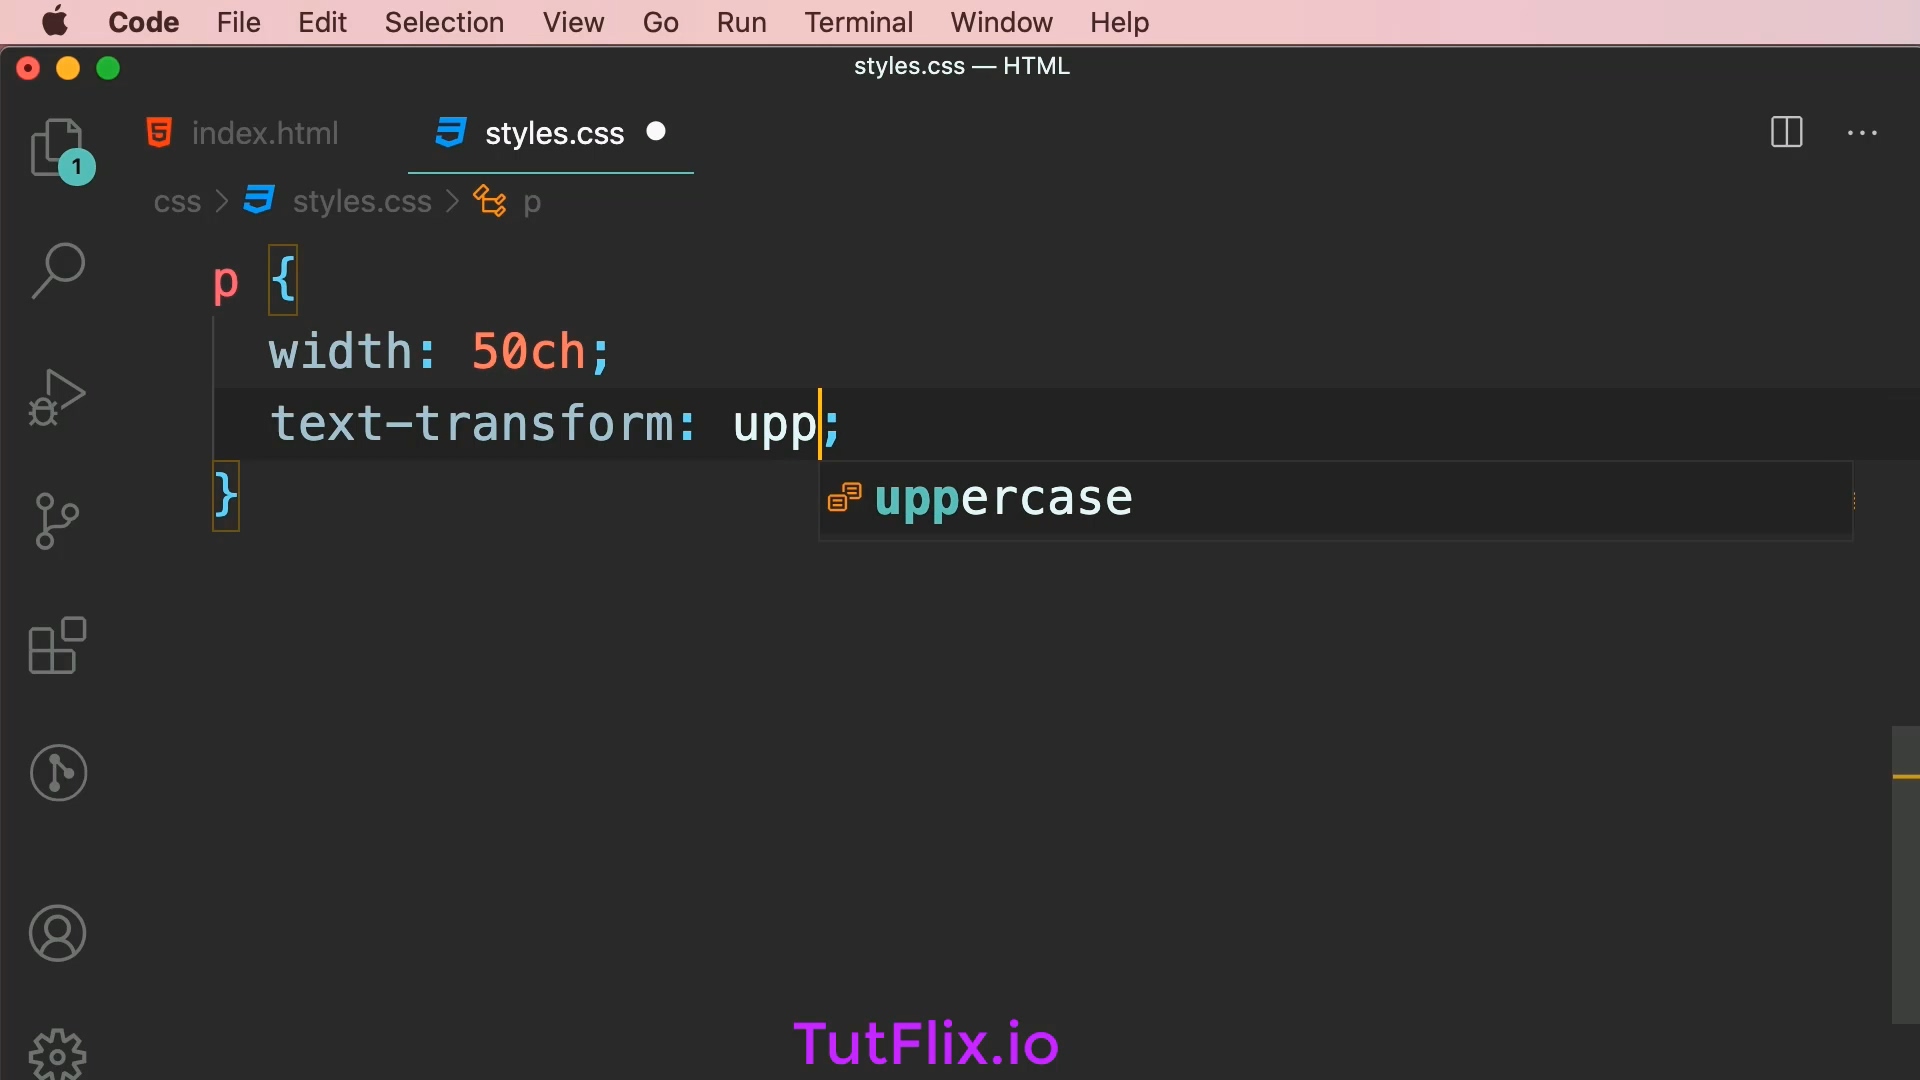 Code File Edit Selection View Go Run Terminal Window Help
styles.css — HTML
1
index.html styles.css
css > styles.css > p
p {
width: 50ch;
text-transform: upp;
uppercase
}
TutFlix.io